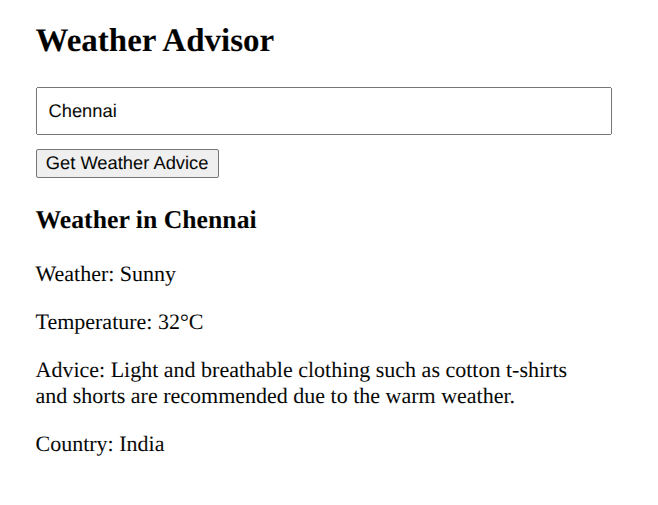 Weather Advisor
Chennai
Get Weather Advice
Weather in Chennai
Weather: Sunny
Temperature: 32°C
Advice: Light and breathable clothing such as cotton t-shirts
and shorts are recommended due to the warm weather.
Country: India